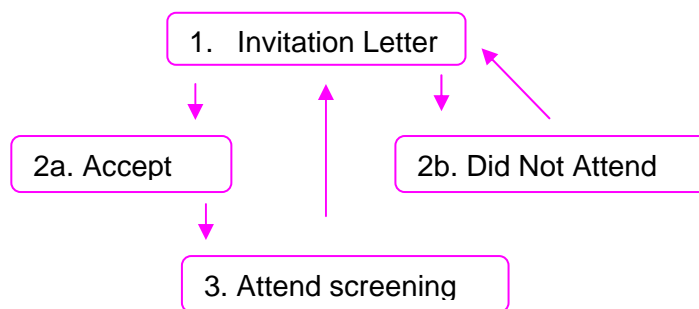 1. Invitation Letter
2a. Accept
2b. Did Not Attend
3. Attend screening